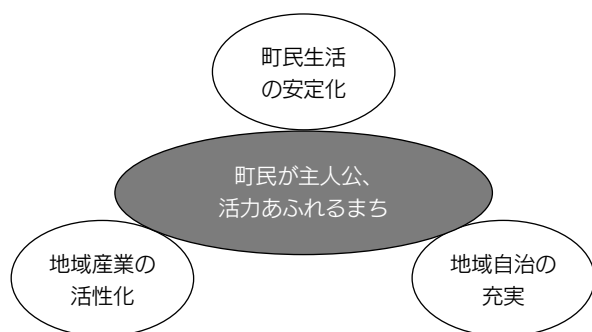 町民生活
の安定化
町民が主人公、
活力あふれるまち
地域産業の
活性化
地域自治の
充実